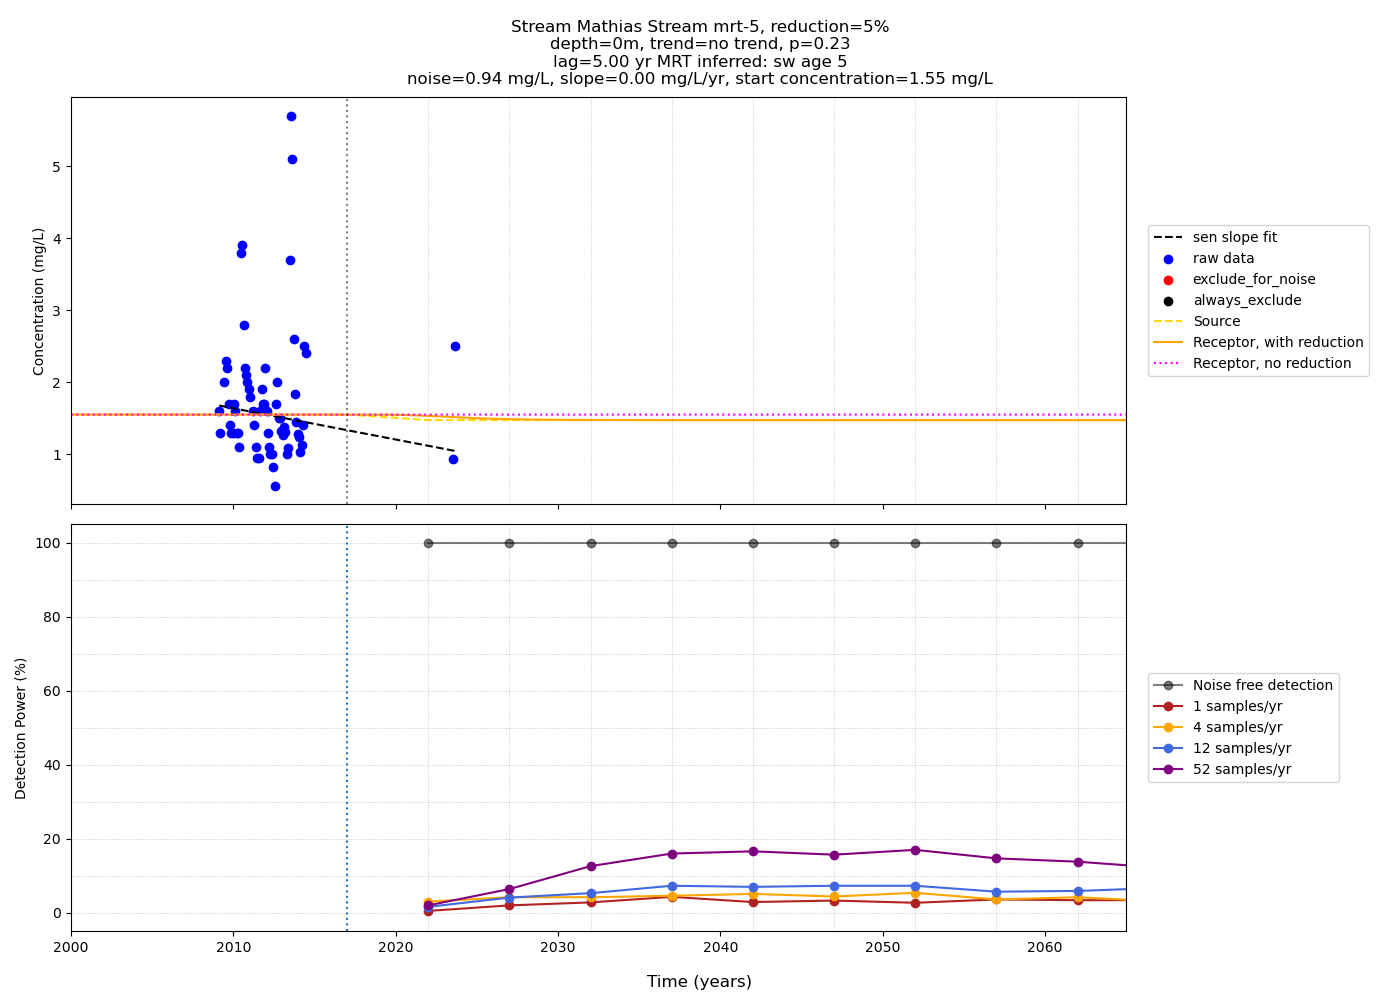 Stream Mathias Stream mrt-5, reduction=5%
depth=0m, trend=no trend, p=0.23
lag=5.00 yr MRT inferred: sw age 5
noise=0.94 mg/L, slope=0.00 mg/L/yr, start concentration=1.55 mg/L
Concentration (mg/L)
5
4
3
2
1
sen slope fit
raw data
exclude_for_noise
always_exclude
Source
Receptor, with reduction
Receptor, no reduction
Detection Power (%)
100
80
60
40
20
0
Noise free detection
1 samples/yr
4 samples/yr
12 samples/yr
52 samples/yr
2000 2010 2020 2030 2040 2050 2060
Time (years)